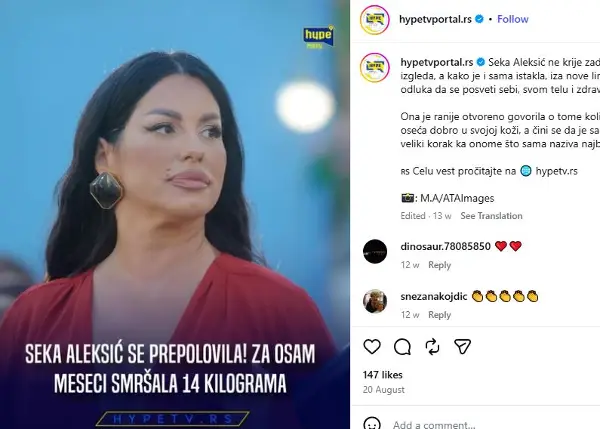 hype
hypetvportal.rs • Follow
hypetvportal.rs Seka Aleksić ne krije zad
izgleda, a kako je i sama istakla, iza nove lin
odluka da se posveti sebi, svom telu i zdrav
Ona je ranije otvoreno govorila o tome koli
oseća dobro u svojoj koži, a čini se da je sa
veliki korak ka onome što sama naziva najb
RS Celu vest pročitajte na hypetv.rs
: M.A/ATAImages
Edited · 13 w See Translation
dinosaur.78085850
12 w Reply
snezanakojdic
12 w Reply
SEKA ALEKSIĆ SE PREPOLOVILA! ZA OSAM
MESECI SMRŠALA 14 KILOGRAMA
HYPETV.RS
147 likes
20 August
Add a comment...